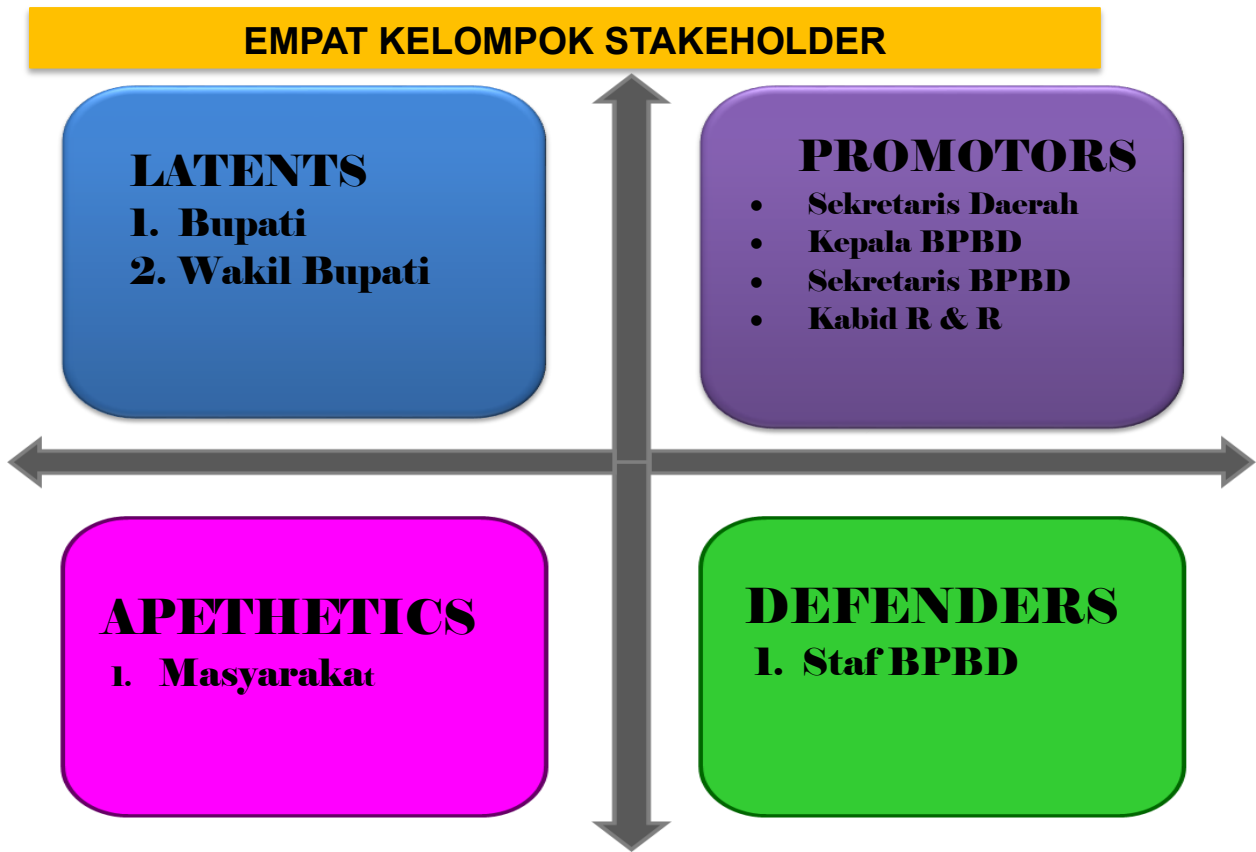 EMPAT KELOMPOK STAKEHOLDER
LATENTS
1. Bupati
2. Wakil Bupati
PROMOTORS
• Sekretaris Daerah
• Kepala BPBD
• Sekretaris BPBD
• Kabid R & R
APETHETICS
1. Masyarakat
DEFENDERS
1. Staf BPBD